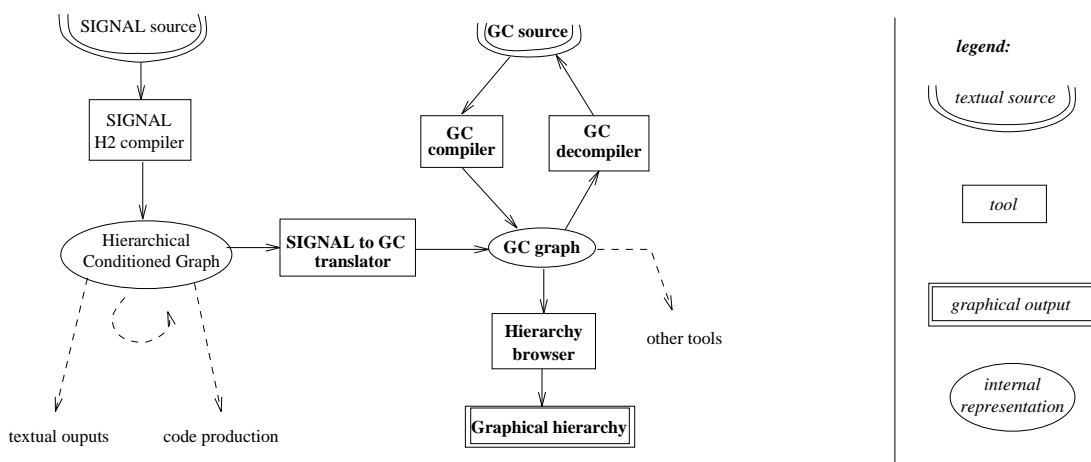 SIGNAL source
GC source
legend:
textual source
SIGNAL
H2 compiler
GC
compiler
GC
decompiler
tool
Hierarchical
Conditioned Graph
SIGNAL to GC
translator
GC graph
graphical output
Hierarchy
browser
other tools
internal
representation
textual ouputs
code production
Graphical hierarchy